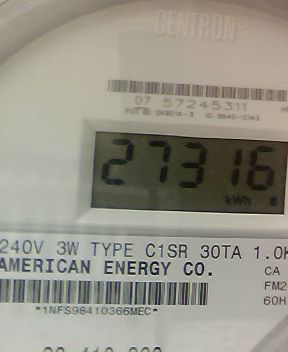 CENTRON®
07 57245311
27316
kWh
240V 3W TYPE C1SR 30TA 1.0K
AMERICAN ENERGY CO.
CA
FM2
60H
*1NFS98410366MEC*